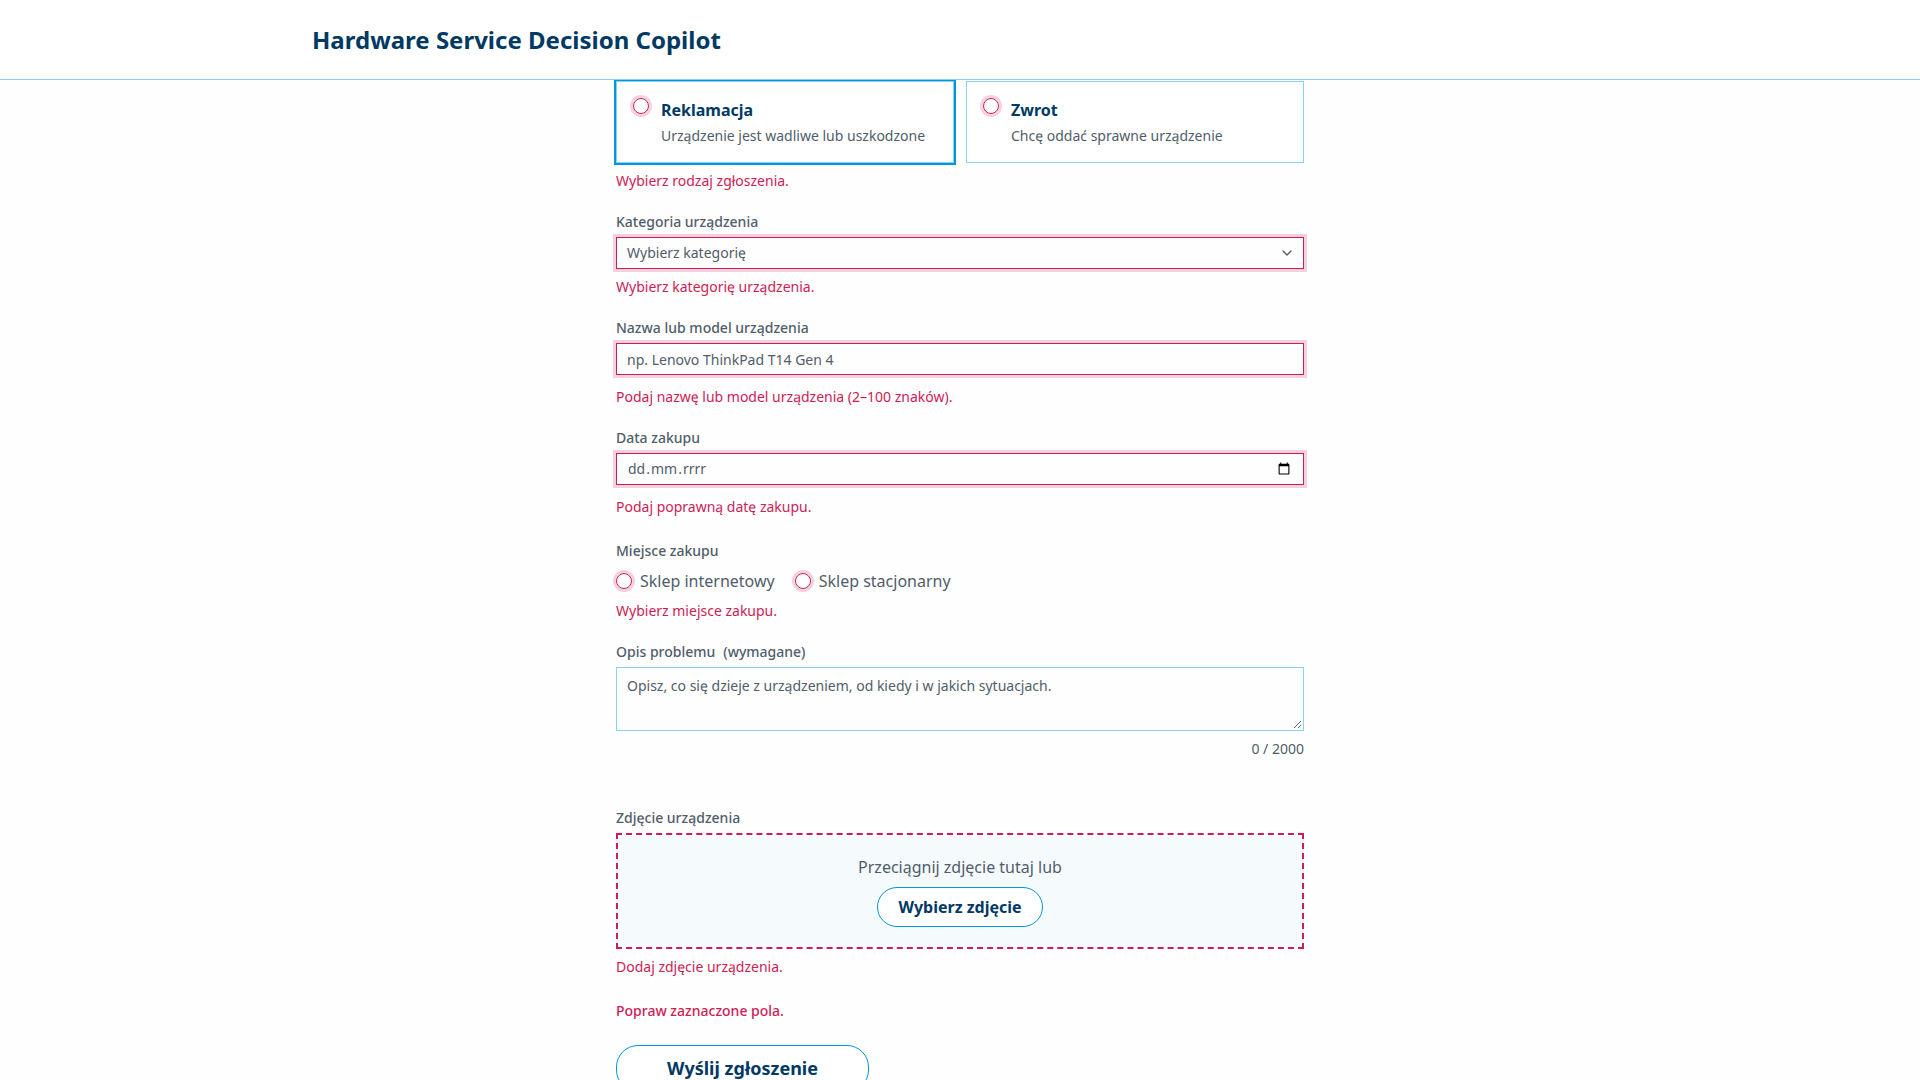 Hardware Service Decision Copilot
Reklamacja
Urządzenie jest wadliwe lub uszkodzone
Zwrot
Chcę oddać sprawne urządzenie
Wybierz rodzaj zgłoszenia.
Kategoria urządzenia
Wybierz kategorię
Wybierz kategorię urządzenia.
Nazwa lub model urządzenia
np. Lenovo ThinkPad T14 Gen 4
Podaj nazwę lub model urządzenia (2–100 znaków).
Data zakupu
dd.mm.rrrr
Podaj poprawną datę zakupu.
Miejsce zakupu
Sklep internetowy
Sklep stacjonarny
Wybierz miejsce zakupu.
Opis problemu (wymagane)
Opisz, co się dzieje z urządzeniem, od kiedy i w jakich sytuacjach.
0 / 2000
Zdjęcie urządzenia
Przeciągnij zdjęcie tutaj lub
Wybierz zdjęcie
Dodaj zdjęcie urządzenia.
Popraw zaznaczone pola.
Wyślij zgłoszenie